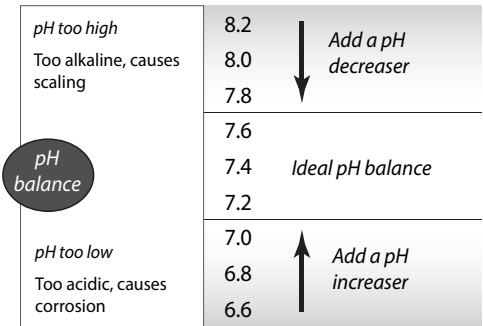 pH too high
Too alkaline, causes
scaling
8.2
8.0
7.8
Add a pH
decreaser
pH
balance
7.6
7.4
7.2
Ideal pH balance
pH too low
Too acidic, causes
corrosion
7.0
6.8
6.6
Add a pH
increaser